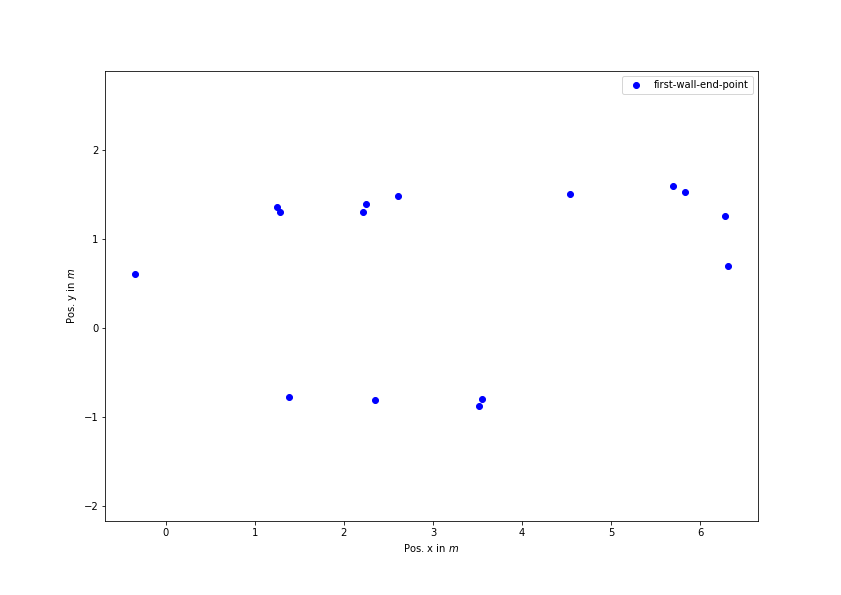 first-wall-end-point
2
1
0
−1
−2
Pos. y in m
0 1 2 3 4 5 6
Pos. x in m